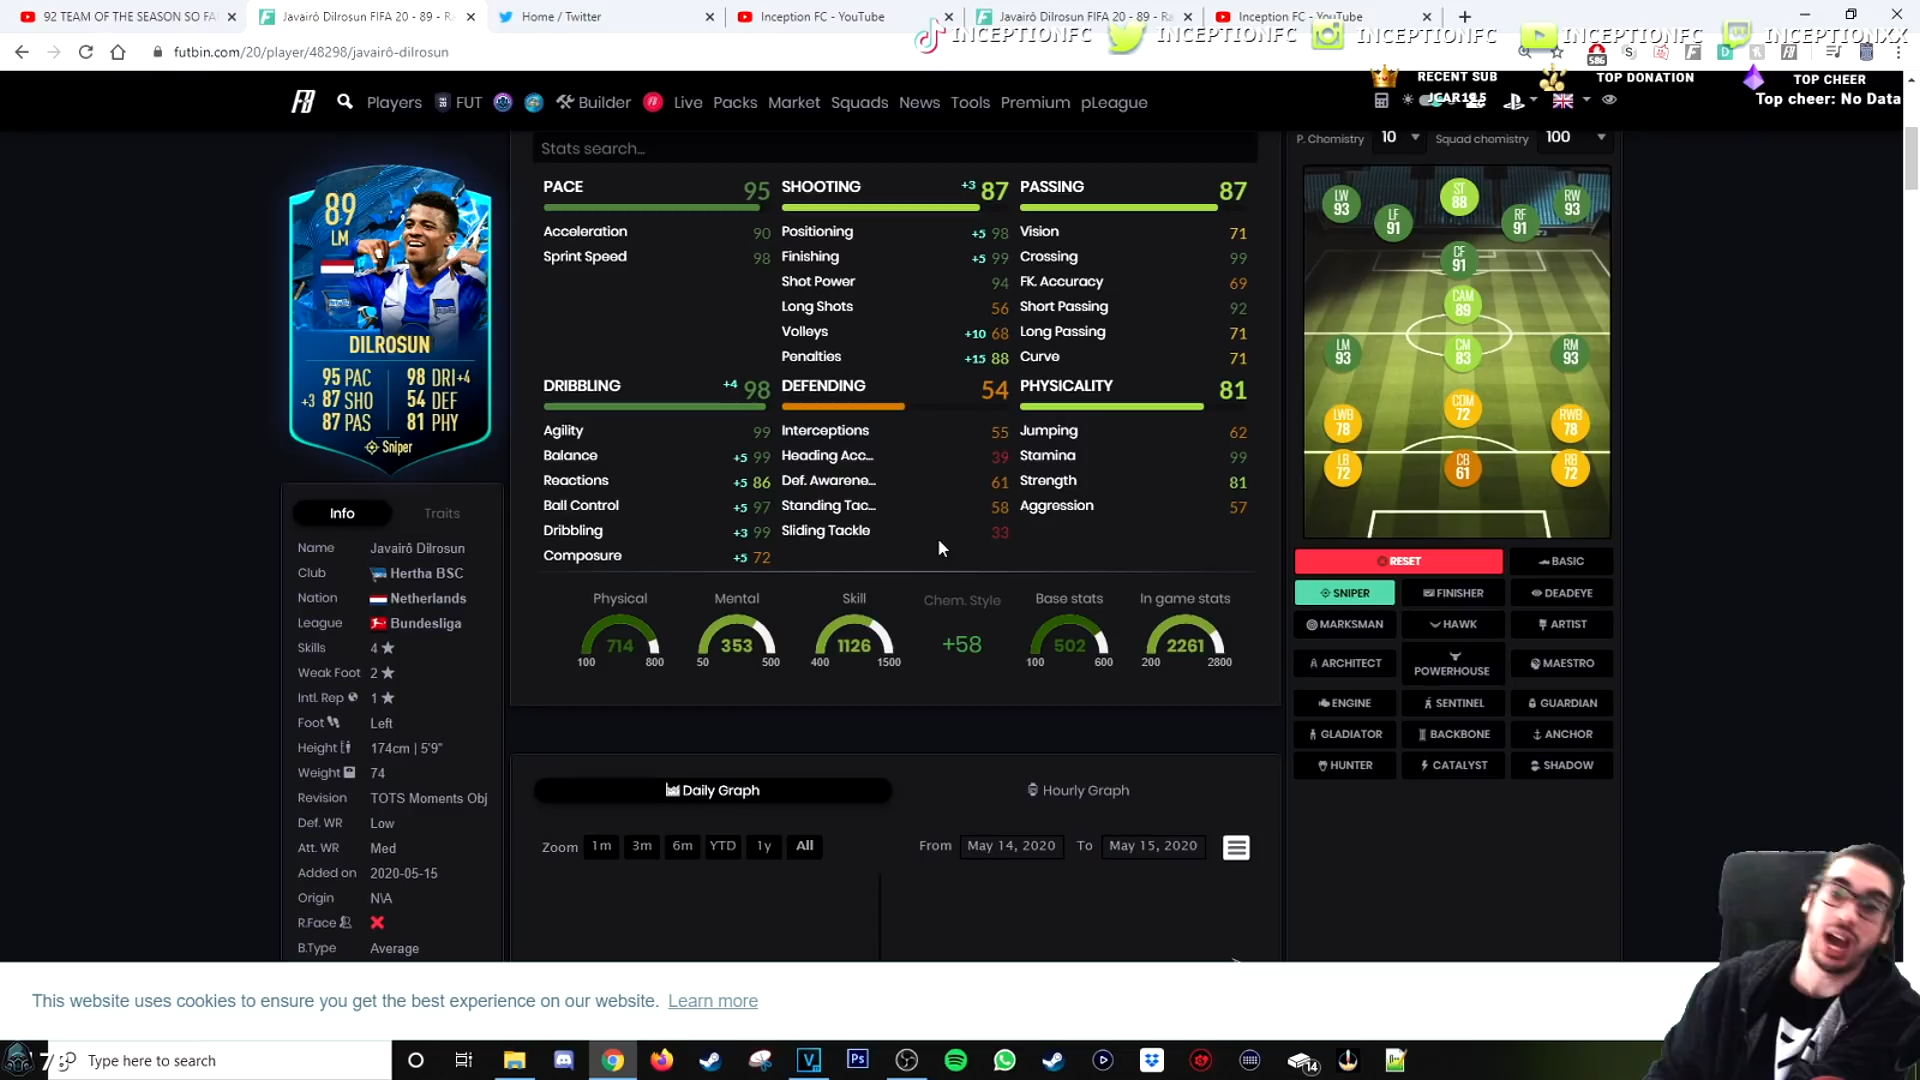 92 TEAM OF THE SEASON SO FA
Javairô Dilrosun FIFA 20 - 89 - Ra
Home / Twitter
Inception FC - YouTube
Javairô Dilrosun FIFA 20 - 89 - Ra
Inception FC - YouTube
futbin.com/20/player/48298/javairô-dilrosun
INCEPTIONFC INCEPTIONFC INCEPTIONFC INCEPTIONFC INCEPTIONXX
586
RECENT SUB
JCAR195
TOP DONATION
TOP CHEER
Top cheer: No Data
Players FUT Builder Live Packs Market Squads News Tools Premium pLeague
Stats search...
P. Chemistry 10 Squad chemistry 100
89
LM
DILROSUN
95 PAC 98 DRI+4
+3 87 SHO 54 DEF
87 PAS 81 PHY
Sniper
PACE 95
Acceleration 90
Sprint Speed 98
SHOOTING +3 87
Positioning +5 98
Finishing +5 99
Shot Power 94
Long Shots 56
Volleys +10 68
Penalties +15 88
PASSING 87
Vision 71
Crossing 99
FK. Accuracy 69
Short Passing 92
Long Passing 71
Curve 71
DRIBBLING +4 98
Agility 99
Balance +5 99
Reactions +5 86
Ball Control +5 97
Dribbling +3 99
Composure +5 72
DEFENDING 54
Interceptions 55
Heading Acc... 39
Def. Awarene... 61
Standing Tac... 58
Sliding Tackle 33
PHYSICALITY 81
Jumping 62
Stamina 99
Strength 81
Aggression 57
Physical Mental Skill Chem. Style Base stats In game stats
714 353 1126 +58 502 2261
100 800 50 500 400 1500 100 600 200 2800
LW 93
ST 88
RW 93
LF 91
RF 91
CF 91
CAM 89
LM 93
CM 83
RM 93
LWB 78
CDM 72
RWB 78
LB 72
CB 61
RB 72
RESET BASIC
SNIPER FINISHER DEADEYE
MARKSMAN HAWK ARTIST
ARCHITECT POWERHOUSE MAESTRO
ENGINE SENTINEL GUARDIAN
GLADIATOR BACKBONE ANCHOR
HUNTER CATALYST SHADOW
Info Traits
Name Javairô Dilrosun
Club Hertha BSC
Nation Netherlands
League Bundesliga
Skills 4
Weak Foot 2
Intl. Rep 1
Foot Left
Height 174cm | 5'9"
Weight 74
Revision TOTS Moments Obj
Def. WR Low
Att. WR Med
Added on 2020-05-15
Origin N\A
R.Face
B.Type Average
Daily Graph Hourly Graph
Zoom 1m 3m 6m YTD 1y All From May 14, 2020 To May 15, 2020
This website uses cookies to ensure you get the best experience on our website. Learn more
78
Type here to search
Ps
14